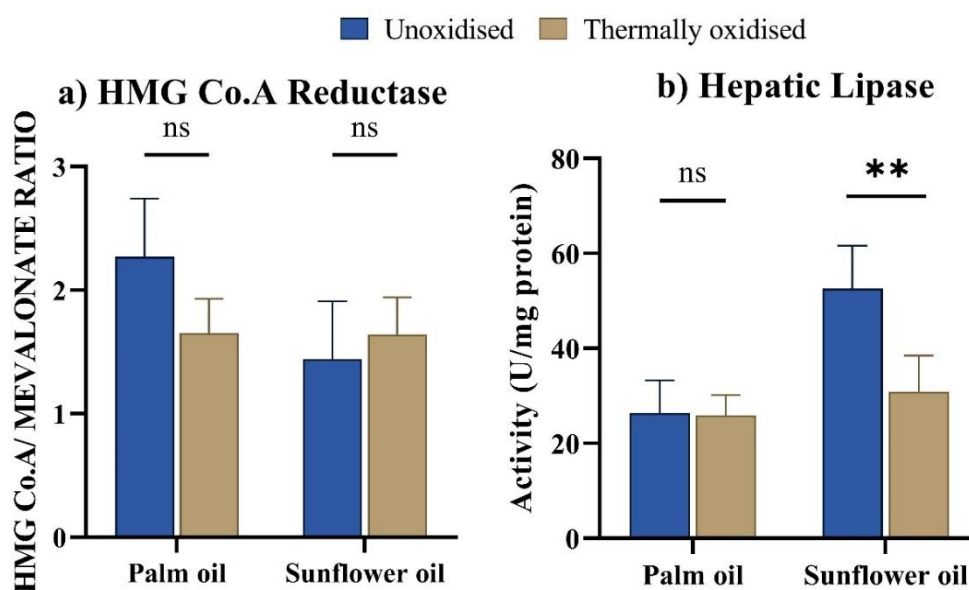 Unoxidised Thermally oxidised
a) HMG Co.A Reductase
HMG Co.A/ MEVALONATE RATIO
ns ns
3
2
1
0
Palm oil Sunflower oil
b) Hepatic Lipase
Activity (U/mg protein)
ns **
80
60
40
20
0
Palm oil Sunflower oil